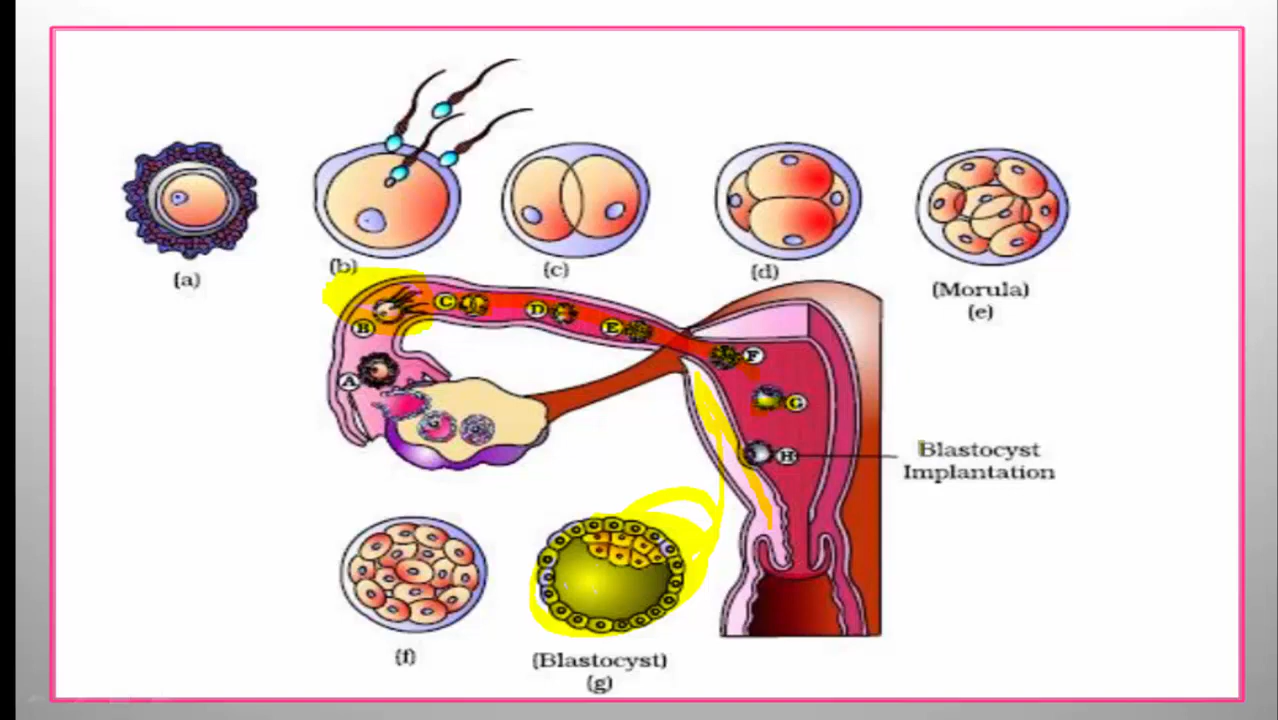 (a)
(b)
(c)
(d)
(Morula)
(e)
A
B
C
D
E
F
G
H
Blastocyst
Implantation
(f)
(Blastocyst)
(g)